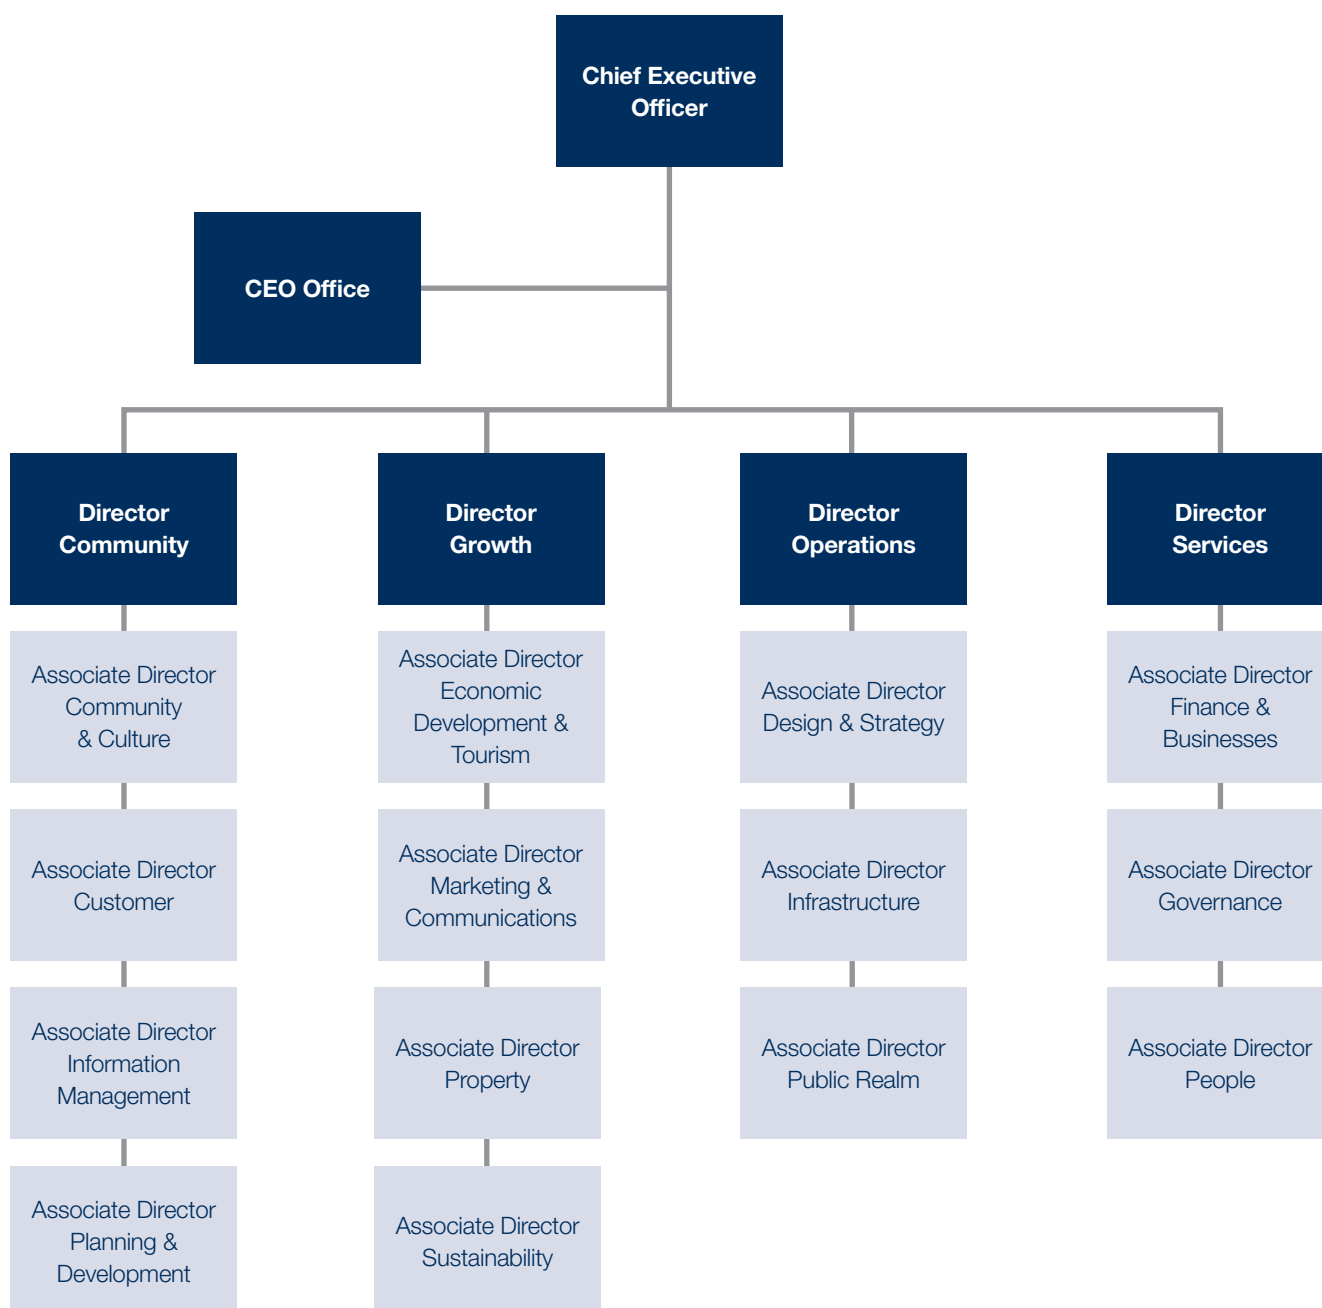 Chief Executive
Officer
CEO Office
Director
Community
Director
Growth
Director
Operations
Director
Services
Associate Director
Community
& Culture
Associate Director
Economic
Development &
Tourism
Associate Director
Design & Strategy
Associate Director
Finance &
Businesses
Associate Director
Customer
Associate Director
Marketing &
Communications
Associate Director
Infrastructure
Associate Director
Governance
Associate Director
Information
Management
Associate Director
Property
Associate Director
Public Realm
Associate Director
People
Associate Director
Planning &
Development
Associate Director
Sustainability